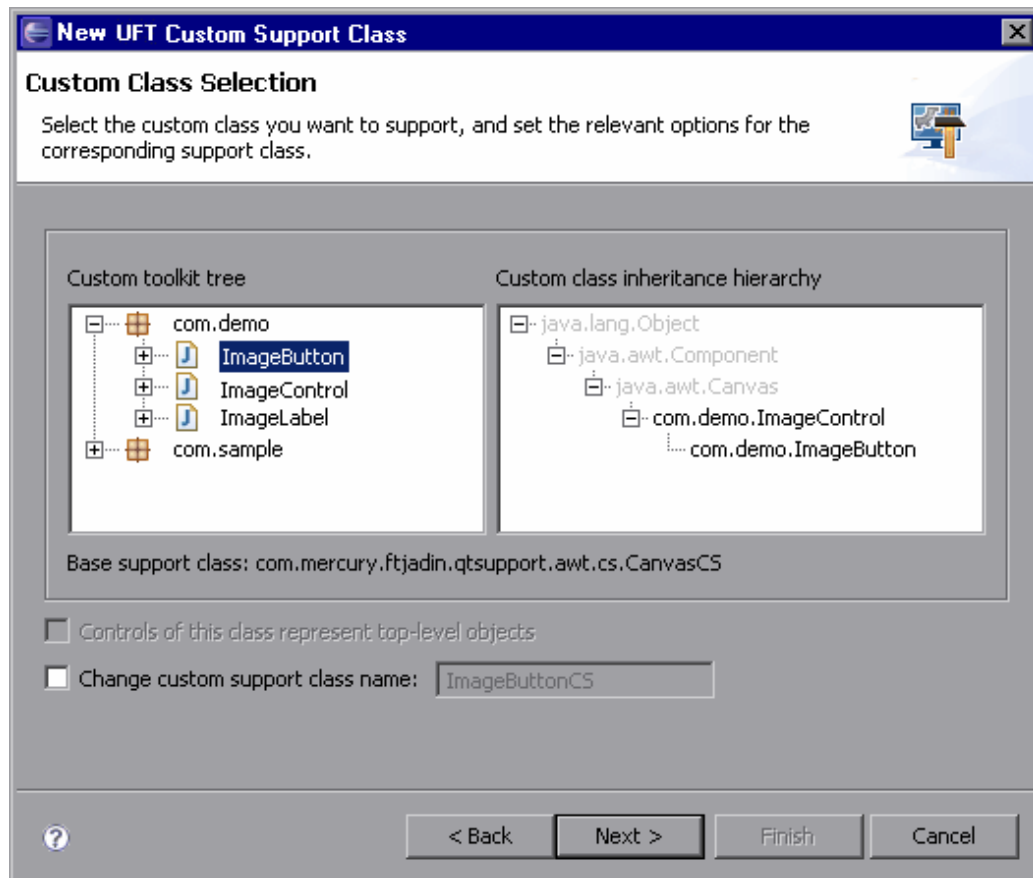 New UFT Custom Support Class
Custom Class Selection
Select the custom class you want to support, and set the relevant options for the
corresponding support class.
Custom toolkit tree
com.demo
ImageButton
ImageControl
ImageLabel
com.sample
Custom class inheritance hierarchy
java.lang.Object
java.awt.Component
java.awt.Canvas
com.demo.ImageControl
com.demo.ImageButton
Base support class: com.mercury.ftjadin.qtsupport.awt.cs.CanvasCS
Controls of this class represent top-level objects
Change custom support class name: ImageButtonCS
< Back Next > Finish Cancel